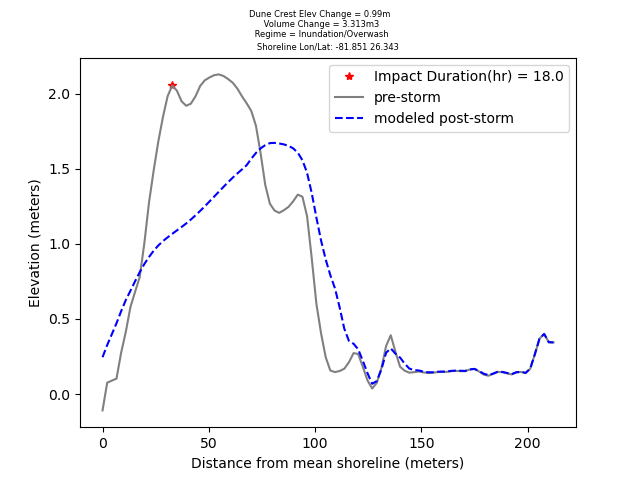 Dune Crest Elev Change = 0.99m
Volume Change = 3.313m
Regime = Inundation/Overwash
Shoreline Lon/Lat: -81.851 26.343
Impact Duration(hr) = 18.0
pre-storm
modeled post-storm
Elevation (meters)
2.0
1.5
1.0
0.5
0.0
0
50
100
150
200
Distance from mean shoreline (meters)